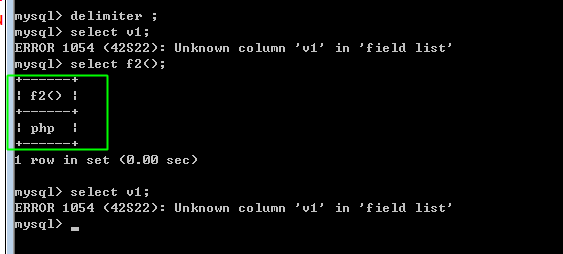 mysql> delimiter ;
mysql> select v1;
ERROR 1054 (42S22): Unknown column 'v1' in 'field list'
mysql> select f2();
+------+
| f2() |
+------+
| php  |
+------+
1 row in set (0.00 sec)
mysql> select v1;
ERROR 1054 (42S22): Unknown column 'v1' in 'field list'
mysql> _